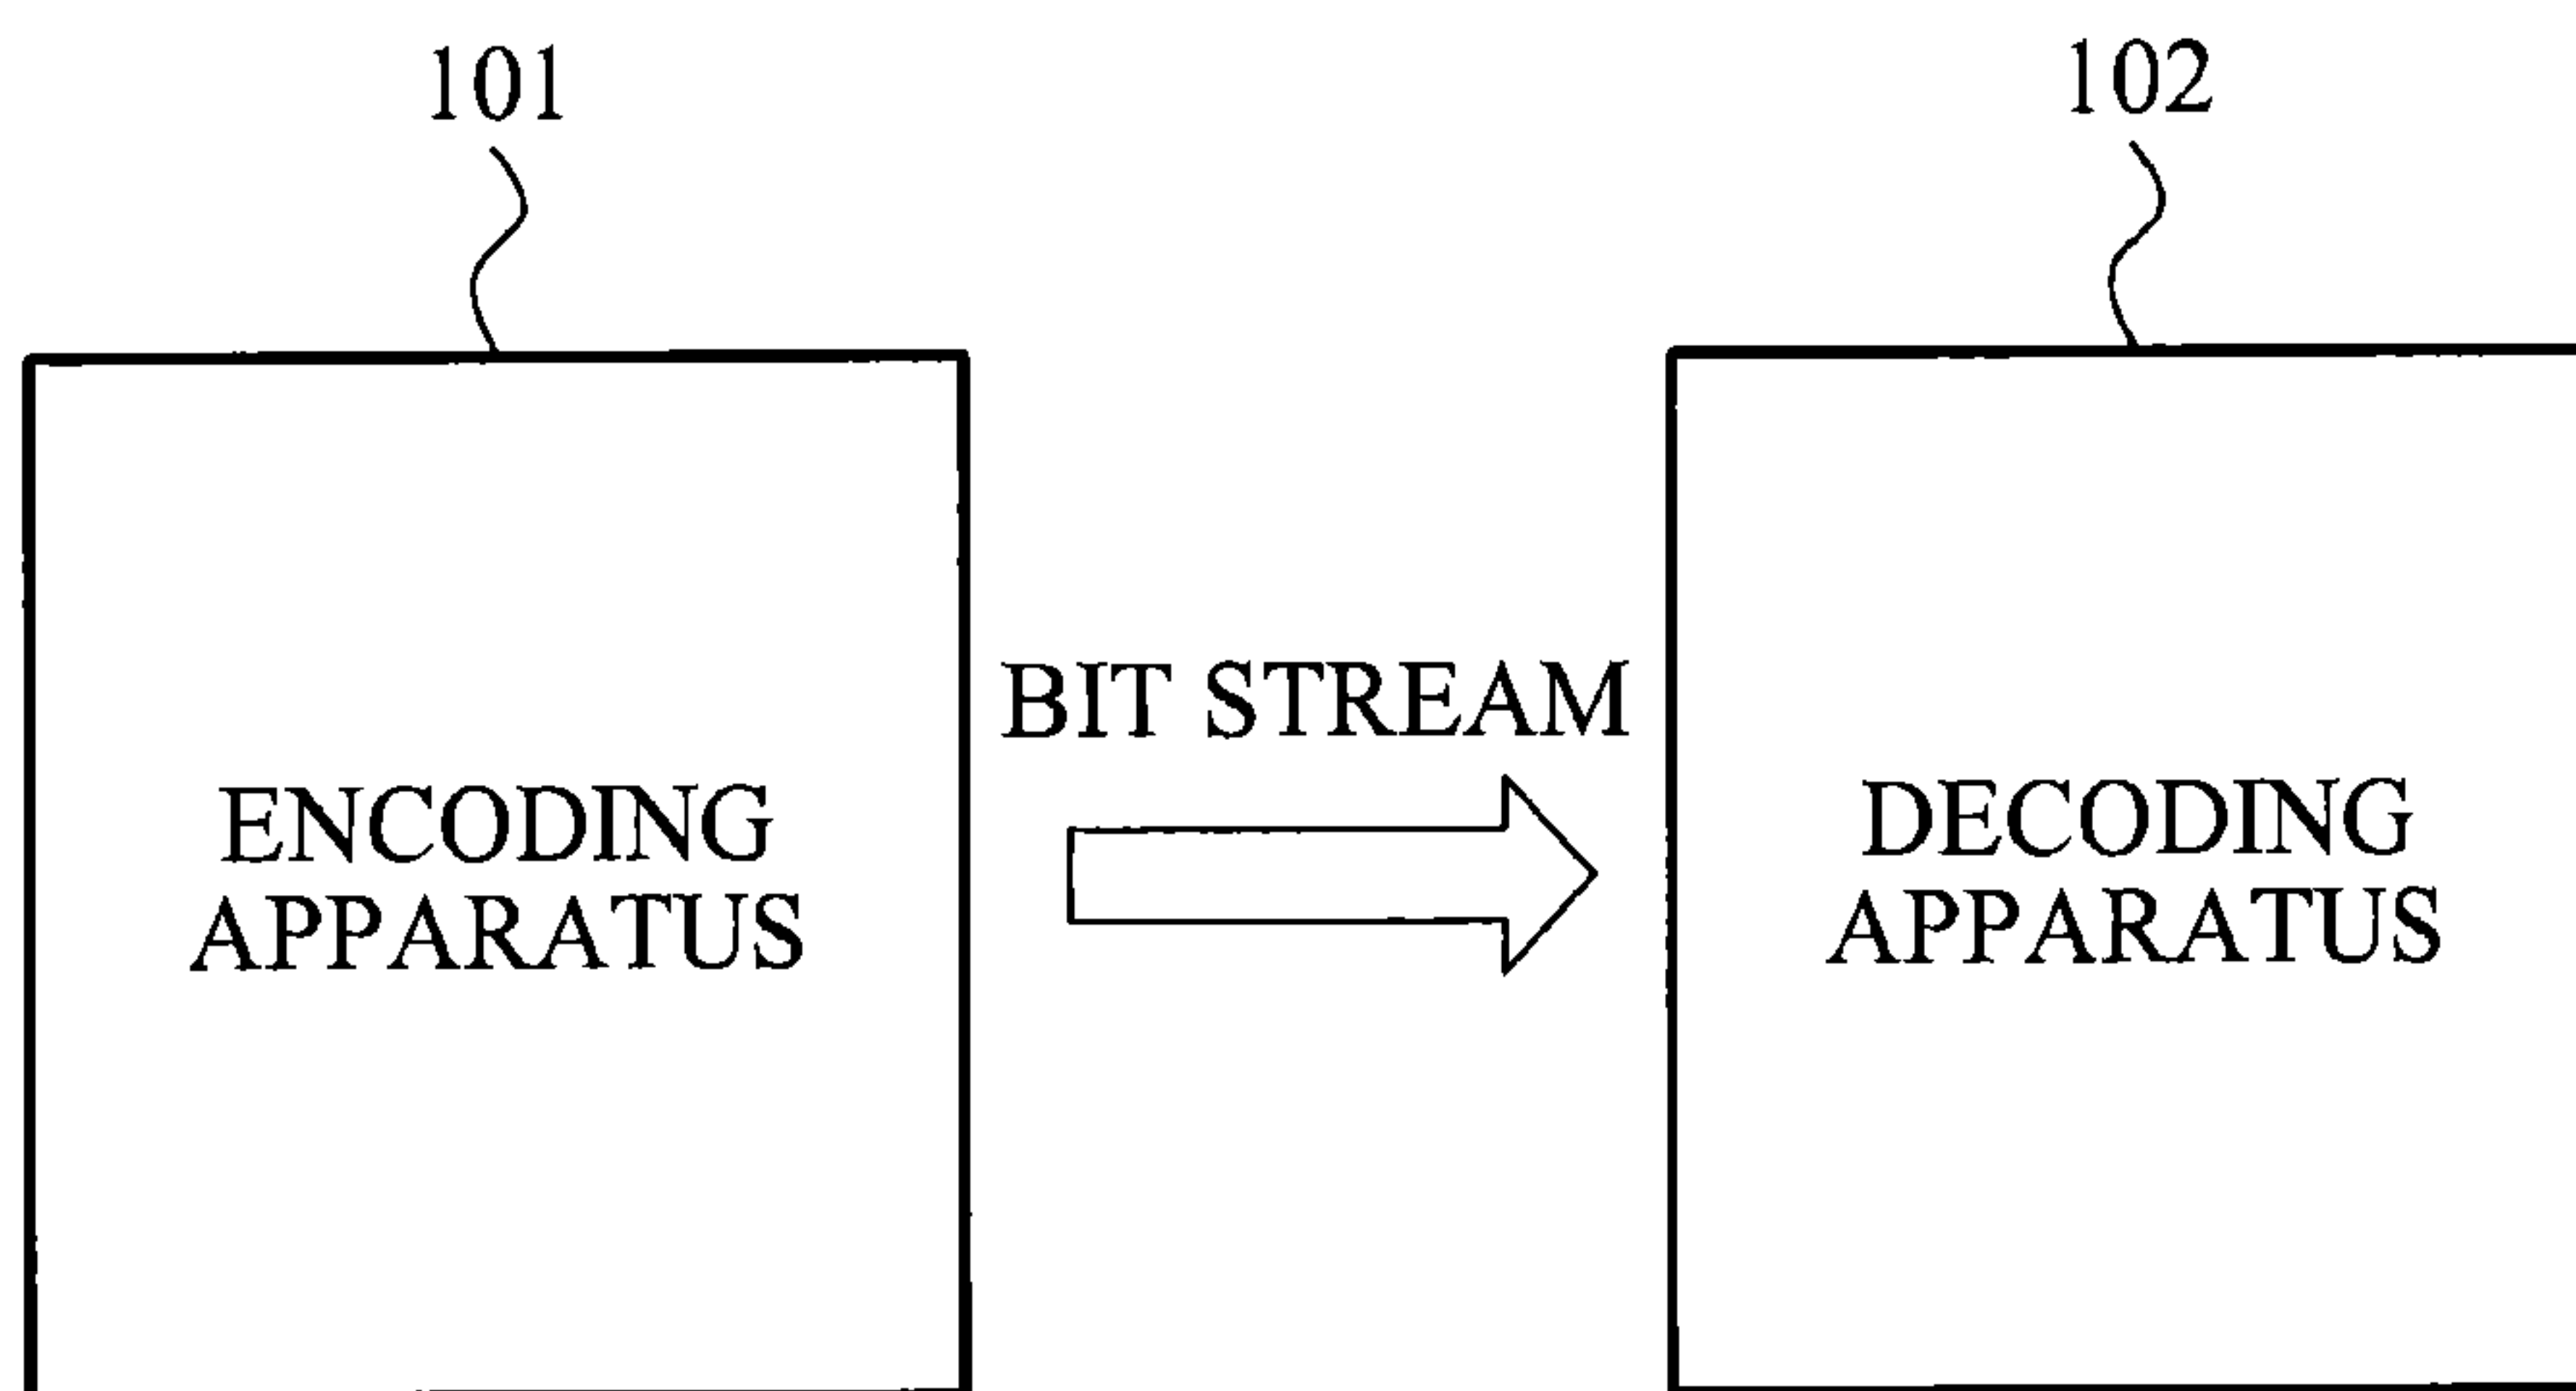 101
102
BIT STREAM
ENCODING
APPARATUS
DECODING
APPARATUS